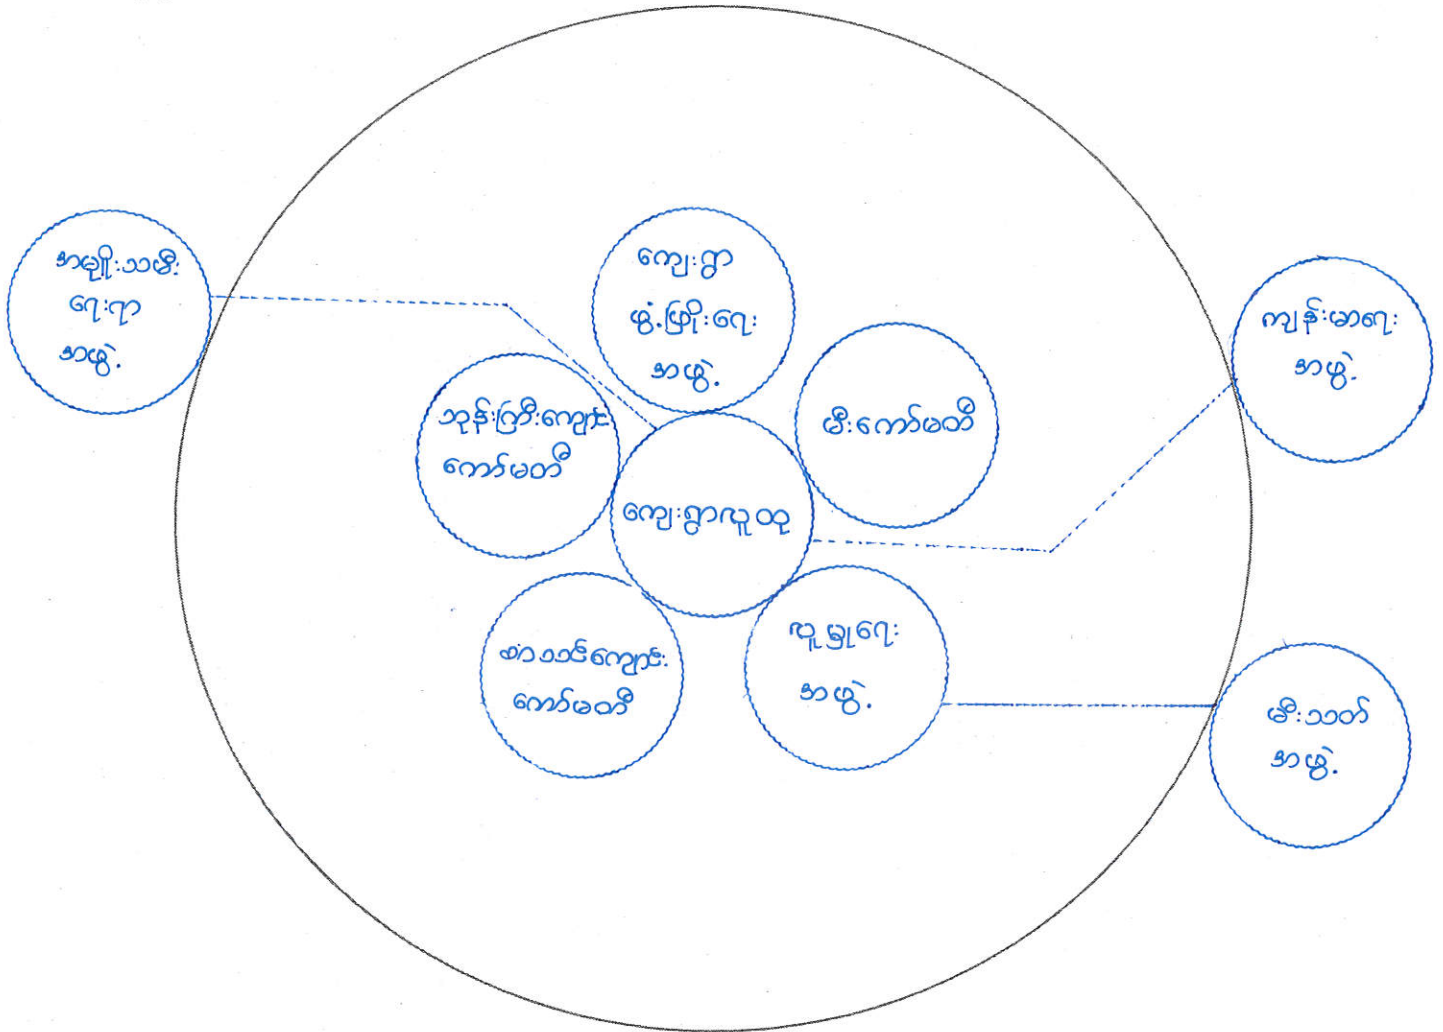 အမျိုးသမီး
ရေးရာ
အဖွဲ့
ကျေးရွာ
ဖွံ့ဖြိုးရေး
အဖွဲ့
ကျန်းမာရေး
အဖွဲ့
ဘုန်းကြီးကျောင်း
ကော်မတီ
မီးကော်မတီ
ကျေးရွာလူထု
စာသင်ကျောင်း
ကော်မတီ
လူမှုရေး
အဖွဲ့
မီးသတ်
အဖွဲ့